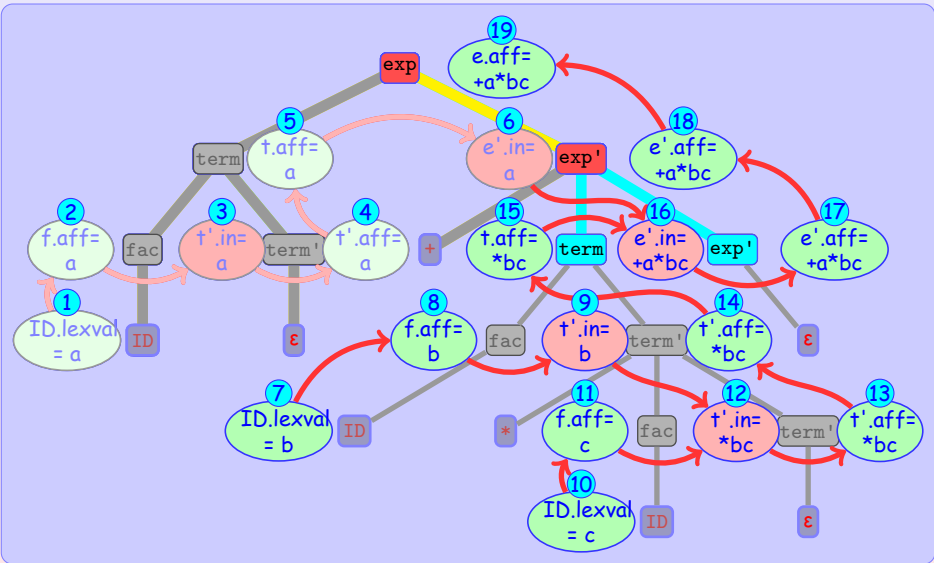 19
e.aff=
+a*bc
exp
5
t.aff=
a
6
e'.in=
a
18
e'.aff=
+a*bc
term
exp'
2
f.aff=
a
3
t'.in=
a
4
t'.aff=
a
15
t.aff=
*bc
16
e'.in=
+a*bc
17
e'.aff=
+a*bc
fac
term'
+
term
exp'
1
ID.lexval
= a
ID
ε
8
f.aff=
b
9
t'.in=
b
14
t'.aff=
*bc
fac
term'
ε
7
ID.lexval
= b
ID
*
11
f.aff=
c
fac
12
t'.in=
*bc
term'
13
t'.aff=
*bc
10
ID.lexval
= c
ID
ε